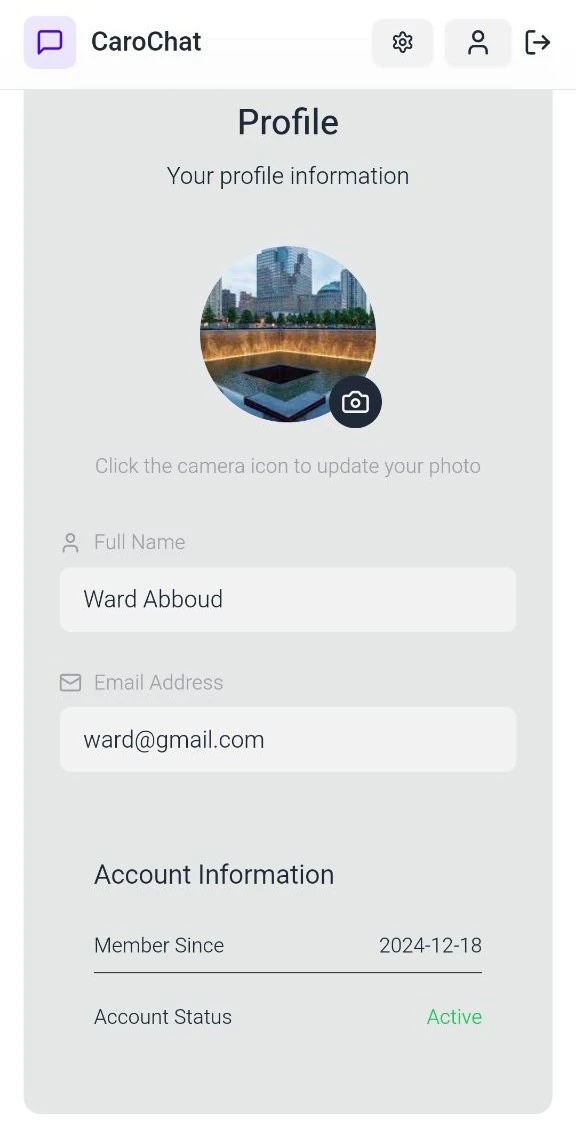 CaroChat
Profile
Your profile information
Click the camera icon to update your photo
Full Name
Ward Abboud
Email Address
ward@gmail.com
Account Information
Member Since 2024-12-18
Account Status Active